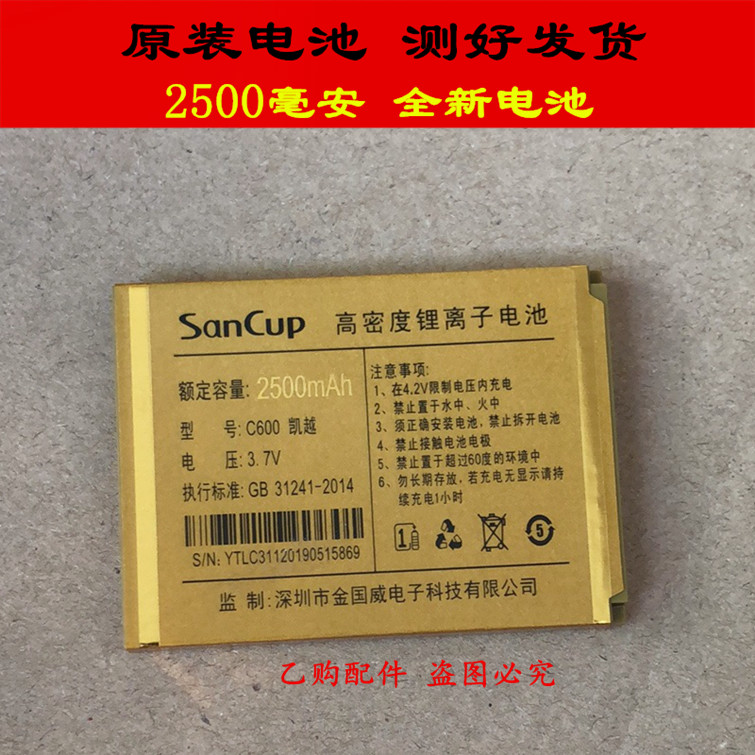 原装电池 测好发货
2500毫安 全新电池
SanCup 高密度锂离子电池
额定容量: 2500mAh
型 号: C600 凯越
电 压: 3.7V
执行标准: GB 31241-2014
S/N: YTLC31120190515869
注意事项:
1、在4.2V限制电压内充电
2、禁止置于水中、火中
3、须正确安装电池,禁止拆开电池
4、禁止接触电池电极
5、禁止置于超过60度的环境中
6、勿长期存放,若充电无显示请持
续充电1小时
1
5
监 制:深圳市金国威电子科技有限公司
乙购配件 盗图必究